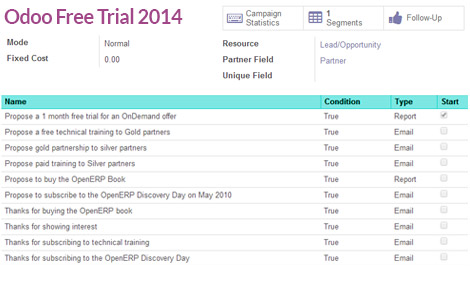 Odoo Free Trial 2014
Campaign Statistics
1 Segments
Follow-Up
Mode Normal
Fixed Cost 0.00
Resource Lead/Opportunity
Partner Field Partner
Unique Field
Name Condition Type Start
Propose a 1 month free trial for an OnDemand offer True Report
Propose a free technical training to Gold partners True Email
Propose gold partnership to silver partners True Email
Propose paid training to Silver partners True Email
Propose to buy the OpenERP Book True Report
Propose to subscribe to the OpenERP Discovery Day on May 2010 True Email
Thanks for buying the OpenERP book True Email
Thanks for showing interest True Email
Thanks for subscribing to technical training True Email
Thanks for subscribing to the OpenERP Discovery Day True Email